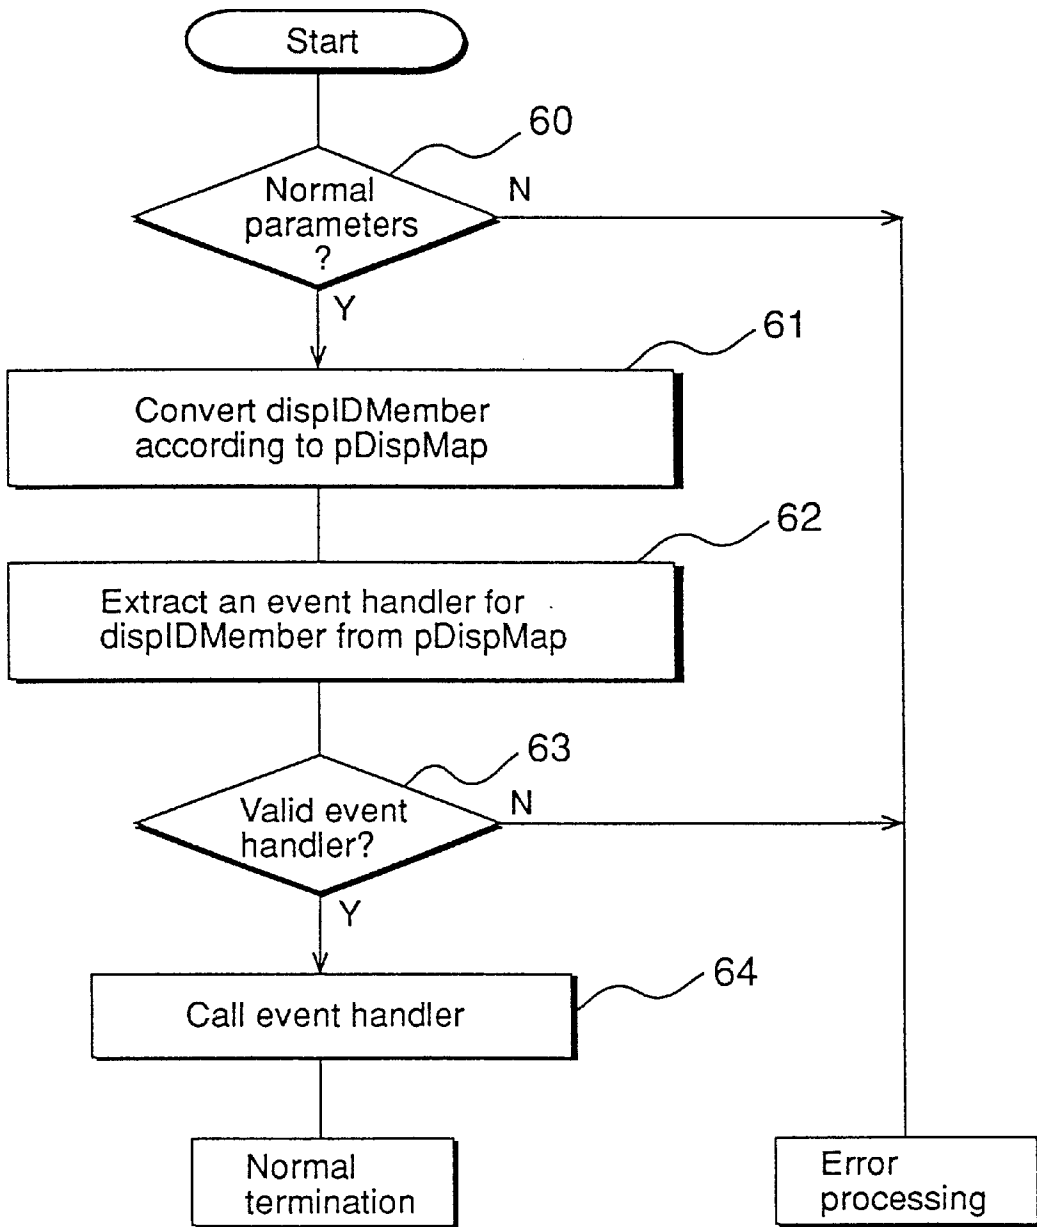 Start
60
Normal
parameters
?
N
Y
61
Convert dispIDMember
according to pDispMap
62
Extract an event handler for
dispIDMember from pDispMap
63
Valid event
handler?
N
Y
64
Call event handler
Normal
termination
Error
processing